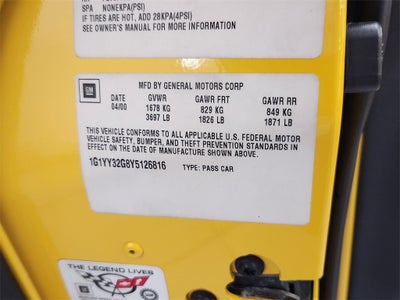 SPA NONEKPA(PSI)
IF TIRES ARE HOT, ADD 28KPA(4PSI)
SEE OWNER'S MANUAL FOR MORE INFORMATION
MFD BY GENERAL MOTORS CORP
GM
DATE GVWR GAWR FRT GAWR RR
04/00 1678 KG 829 KG 849 KG
3697 LB 1826 LB 1871 LB
THIS VEHICLE CONFORMS TO ALL APPLICABLE U.S. FEDERAL MOTOR
VEHICLE SAFETY, BUMPER, AND THEFT PREVENTION STANDARDS IN
EFFECT ON THE DATE OF MANUFACTURE SHOWN ABOVE.
1G1YY32G8Y5126816 TYPE: PASS CAR
THE LEGEND LIVES